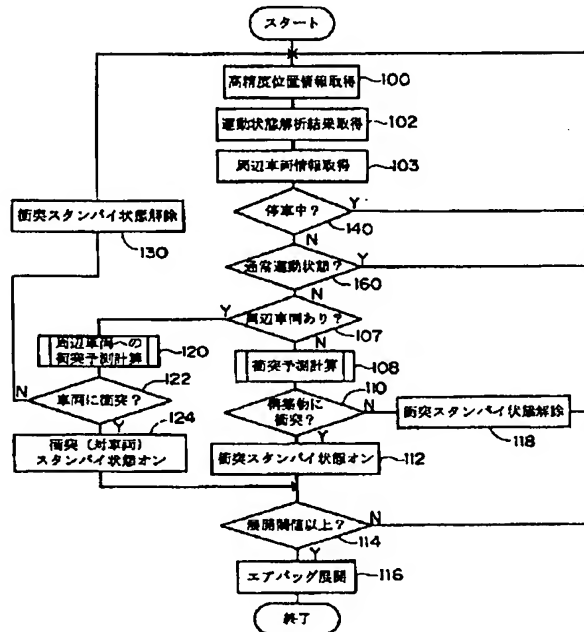 スタート
高精度位置情報取得
100
運動状態解析結果取得
102
周辺車両情報取得
103
停車中?
Y
140
N
通常運動状態?
Y
160
N
周辺車両あり?
Y
107
N
衝突スタンバイ状態解除
130
周辺車両への
衝突予測計算
120
衝突予測計算
108
車両に衝突?
122
N
Y
構築物に
衝突?
110
N
Y
衝突スタンバイ状態解除
118
衝突(対車両)
スタンバイ状態オン
124
衝突スタンバイ状態オン
112
展開閾値以上?
N
114
Y
エアバッグ展開
116
終了